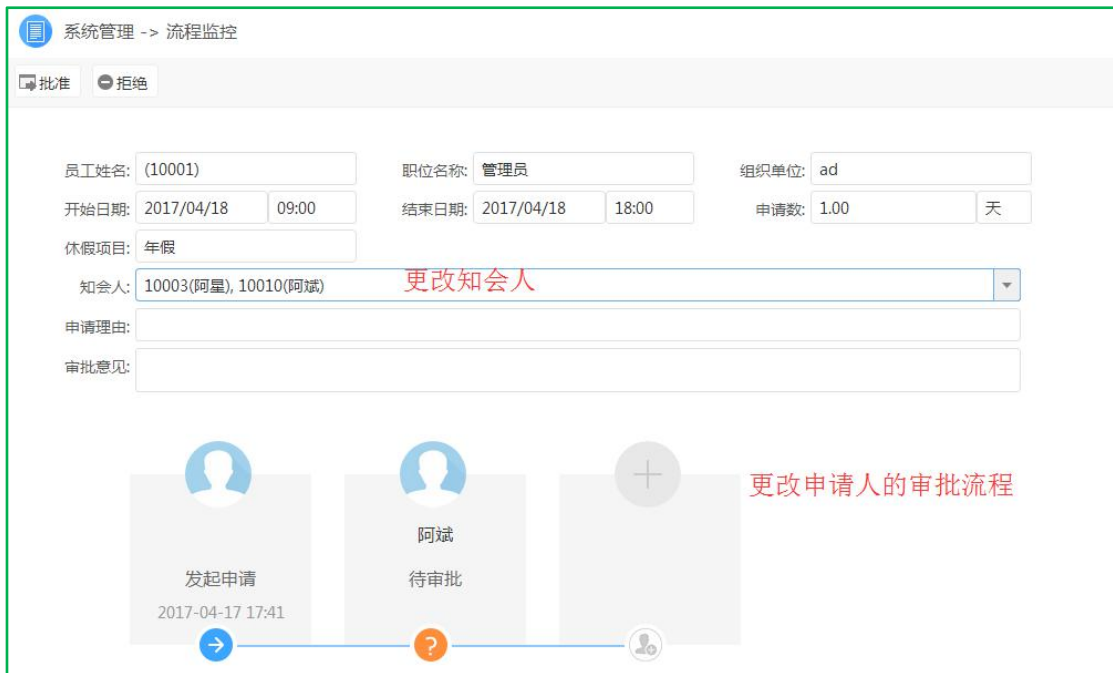 系统管理 -> 流程监控
批准 拒绝
员工姓名: (10001) 职位名称: 管理员 组织单位: ad
开始日期: 2017/04/18 09:00 结束日期: 2017/04/18 18:00 申请数: 1.00 天
休假项目: 年假
知会人: 10003(阿星), 10010(阿斌) 更改知会人
申请理由:
审批意见:
更改申请人的审批流程
阿斌
发起申请 待审批
2017-04-17 17:41